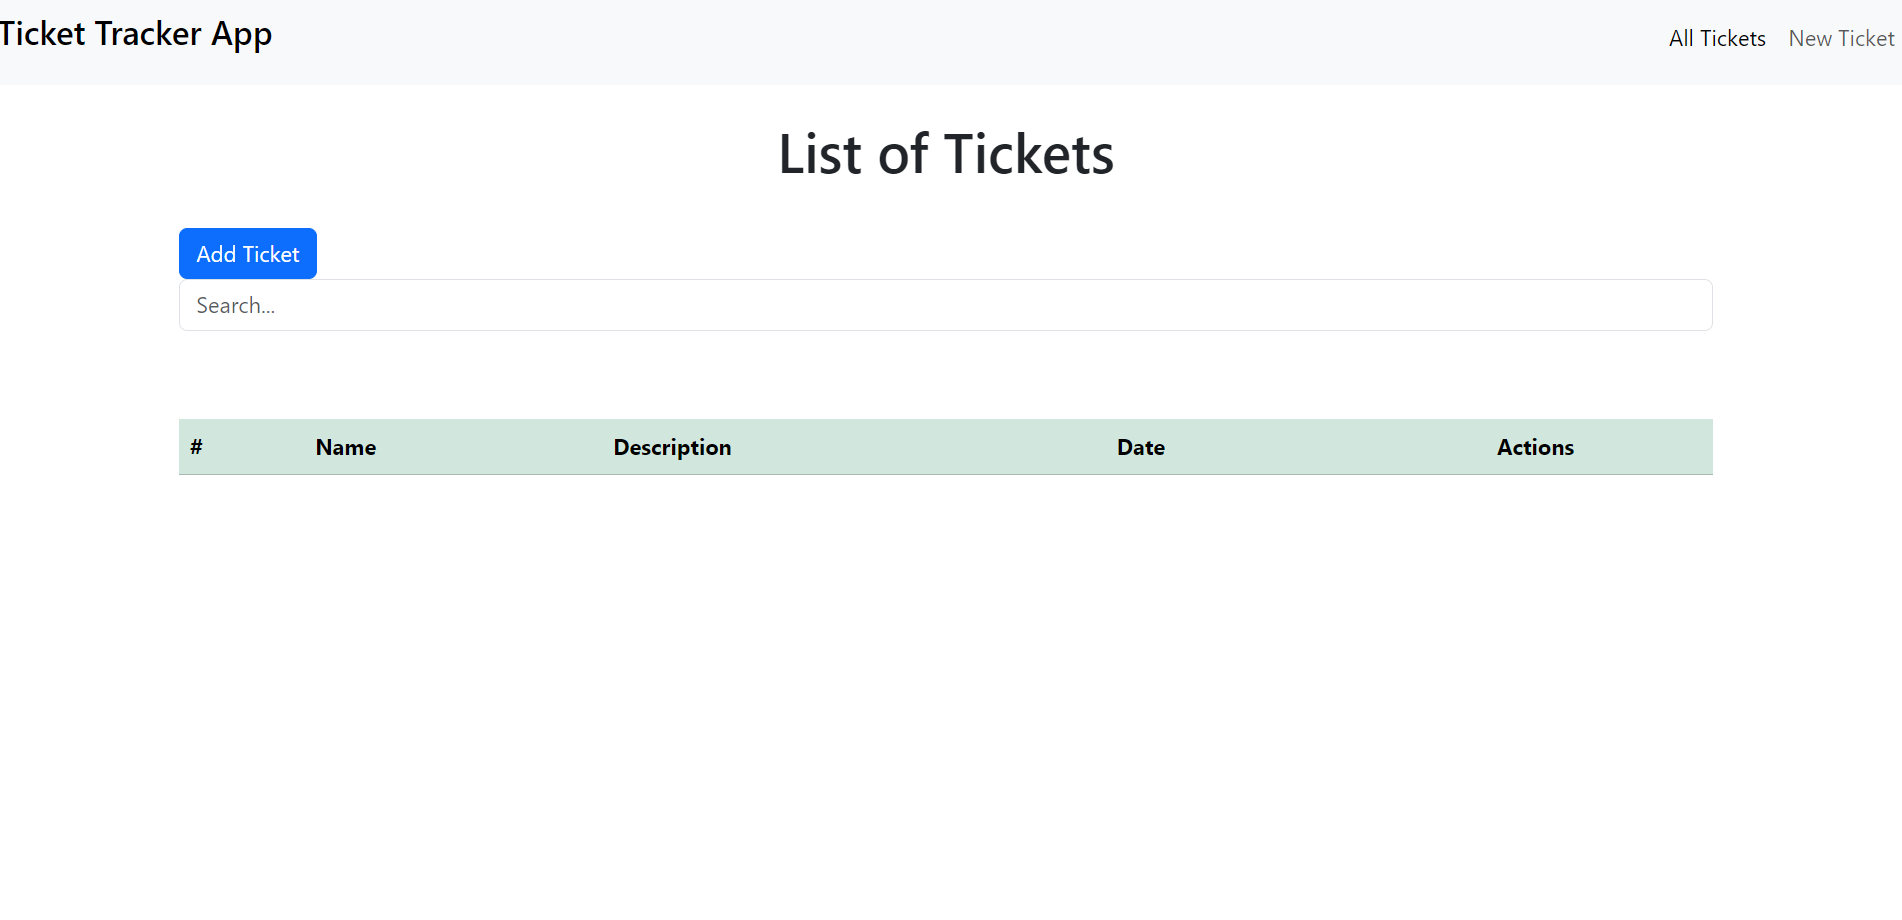 Ticket Tracker App
All Tickets New Ticket
List of Tickets
Add Ticket
Search...
# Name Description Date Actions